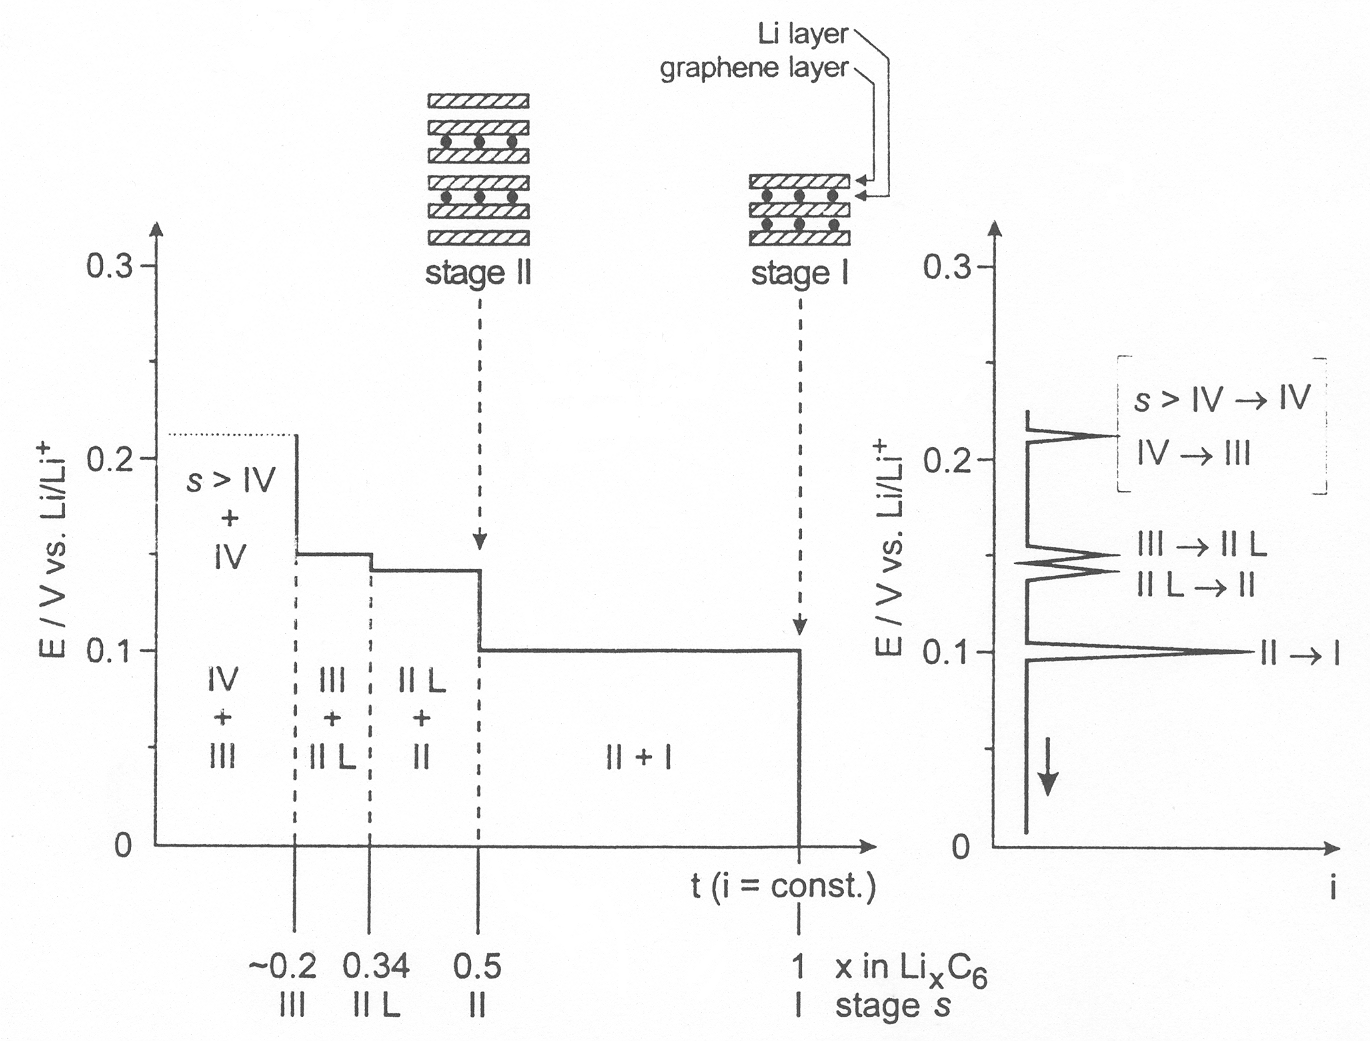 Li layer
graphene layer
stage II
stage I
0.3
0.2
0.1
0
E / V vs. Li/Li⁺
s > IV
+
IV
IV
+
III
III
+
II L
II L
+
II
II + I
t (i = const.)
~0.2 0.34 0.5 1 x in LiₓC₆
III II L II I stage s
0.3
0.2
0.1
0
E / V vs. Li/Li⁺
s > IV → IV
IV → III
III → II L
II L → II
II → I
i